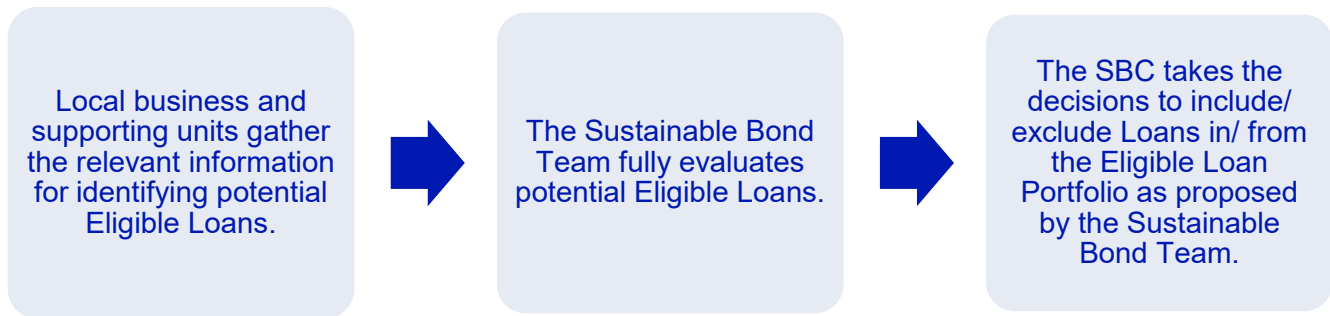 Local business and
supporting units gather
the relevant information
for identifying potential
Eligible Loans.
The Sustainable Bond
Team fully evaluates
potential Eligible Loans.
The SBC takes the
decisions to include/
exclude Loans in/ from
the Eligible Loan
Portfolio as proposed
by the Sustainable
Bond Team.